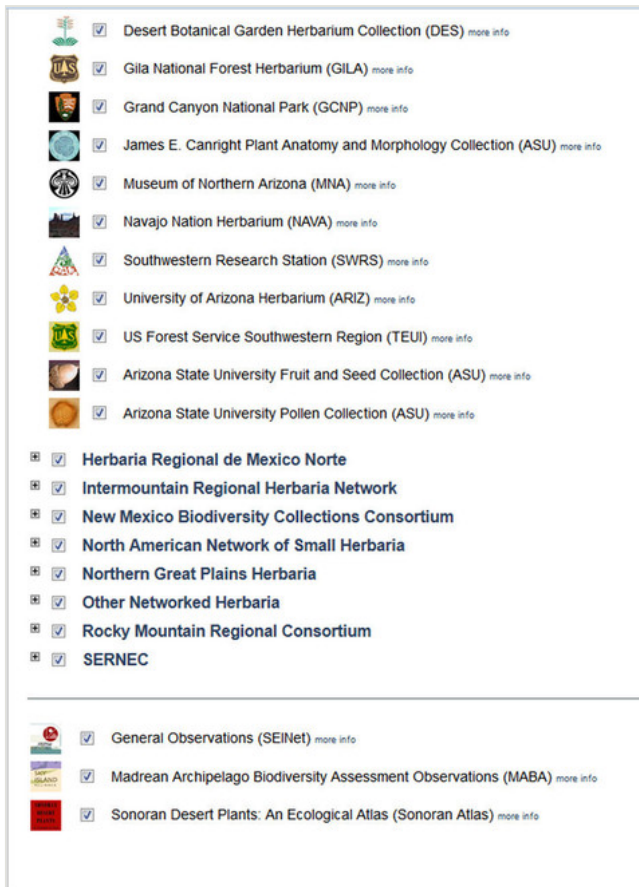 Desert Botanical Garden Herbarium Collection (DES) more info
Gila National Forest Herbarium (GILA) more info
Grand Canyon National Park (GCNP) more info
James E. Canright Plant Anatomy and Morphology Collection (ASU) more info
Museum of Northern Arizona (MNA) more info
Navajo Nation Herbarium (NAVA) more info
Southwestern Research Station (SWRS) more info
University of Arizona Herbarium (ARIZ) more info
US Forest Service Southwestern Region (TEUI) more info
Arizona State University Fruit and Seed Collection (ASU) more info
Arizona State University Pollen Collection (ASU) more info
Herbaria Regional de Mexico Norte
Intermountain Regional Herbaria Network
New Mexico Biodiversity Collections Consortium
North American Network of Small Herbaria
Northern Great Plains Herbaria
Other Networked Herbaria
Rocky Mountain Regional Consortium
SERNEC
General Observations (SEINet) more info
Madrean Archipelago Biodiversity Assessment Observations (MABA) more info
Sonoran Desert Plants: An Ecological Atlas (Sonoran Atlas) more info